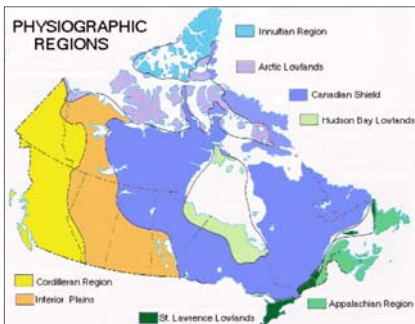 PHYSIOGRAPHIC
REGIONS
Innuitian Region
Arctic Lowlands
Canadian Shield
Hudson Bay Lowlands
Cordilleran Region
Interior Plains
St. Lawrence Lowlands
Appalachian Region